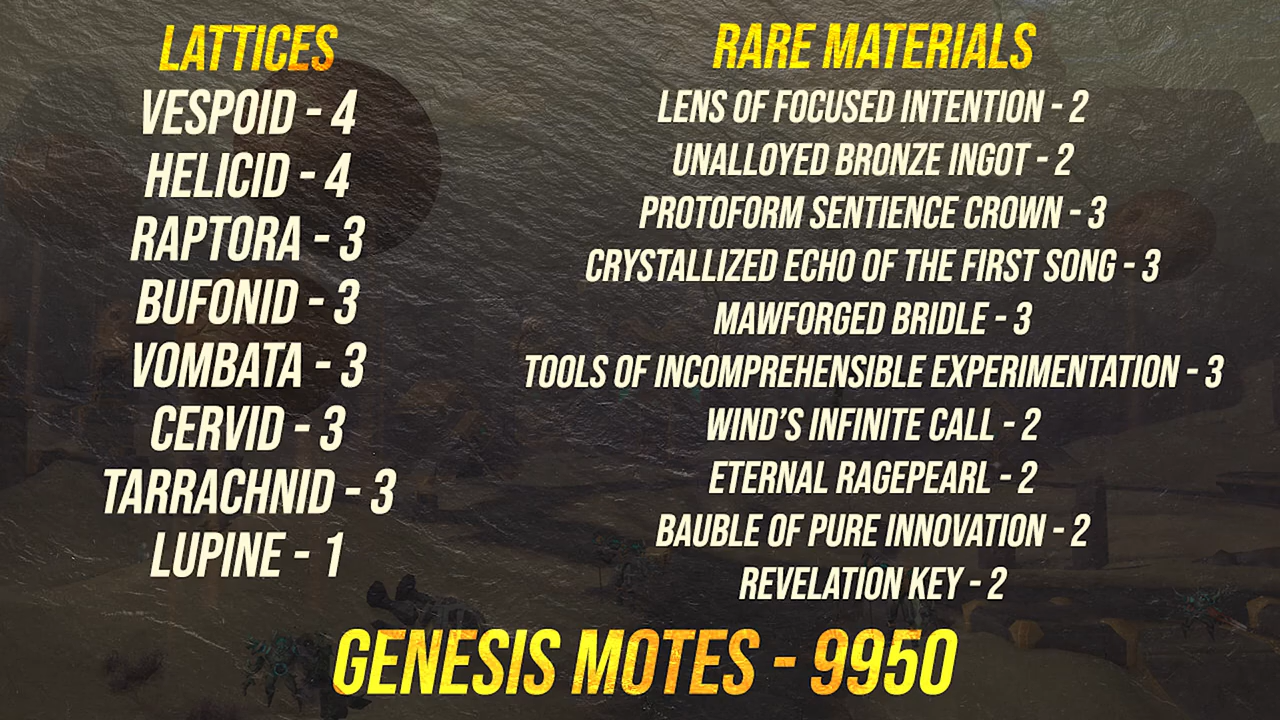 LATTICES
VESPOID - 4
HELICID - 4
RAPTORA - 3
BUFONID - 3
VOMBATA - 3
CERVID - 3
TARRACHNID - 3
LUPINE - 1
RARE MATERIALS
LENS OF FOCUSED INTENTION - 2
UNALLOYED BRONZE INGOT - 2
PROTOFORM SENTIENCE CROWN - 3
CRYSTALLIZED ECHO OF THE FIRST SONG - 3
MAWFORGED BRIDLE - 3
TOOLS OF INCOMPREHENSIBLE EXPERIMENTATION - 3
WIND'S INFINITE CALL - 2
ETERNAL RAGEPEARL - 2
BAUBLE OF PURE INNOVATION - 2
REVELATION KEY - 2
GENESIS MOTES - 9950